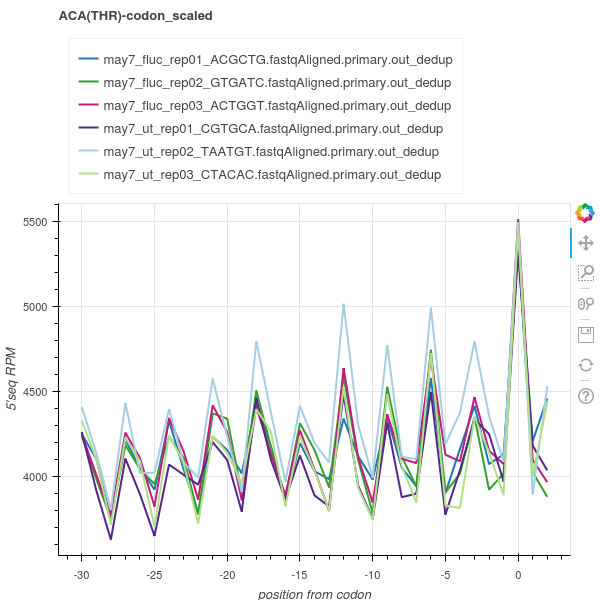 ACA(THR)-codon_scaled
may7_fluc_rep01_ACGCTG.fastqAligned.primary.out_dedup
may7_fluc_rep02_GTGATC.fastqAligned.primary.out_dedup
may7_fluc_rep03_ACTGGT.fastqAligned.primary.out_dedup
may7_ut_rep01_CGTGCA.fastqAligned.primary.out_dedup
may7_ut_rep02_TAATGT.fastqAligned.primary.out_dedup
may7_ut_rep03_CTACAC.fastqAligned.primary.out_dedup
5500
5000
4500
4000
5'seq RPM
-30 -25 -20 -15 -10 -5 0
position from codon